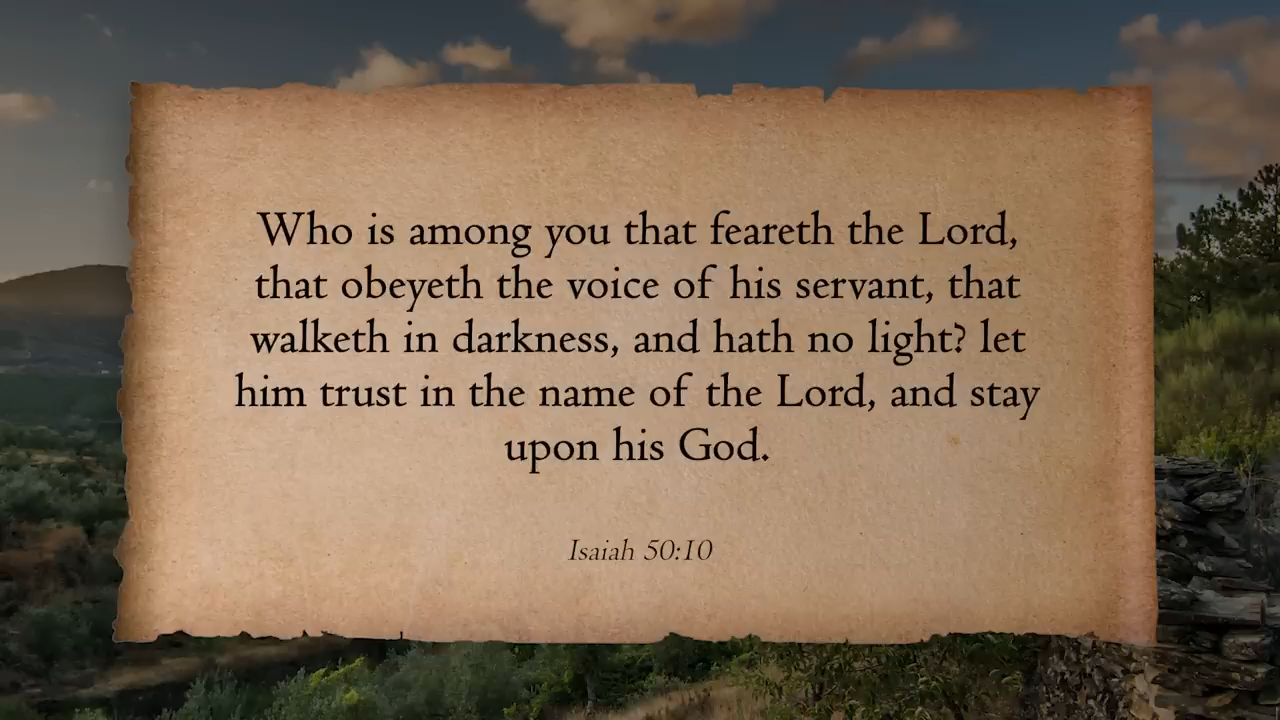 Who is among you that feareth the Lord,
that obeyeth the voice of his servant, that
walketh in darkness, and hath no light? let
him trust in the name of the Lord, and stay
upon his God.
Isaiah 50:10